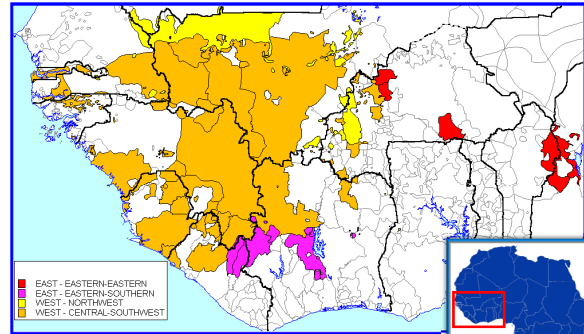 EAST - EASTERN-EASTERN
EAST - EASTERN-SOUTHERN
WEST - NORTHWEST
WEST - CENTRAL-SOUTHWEST